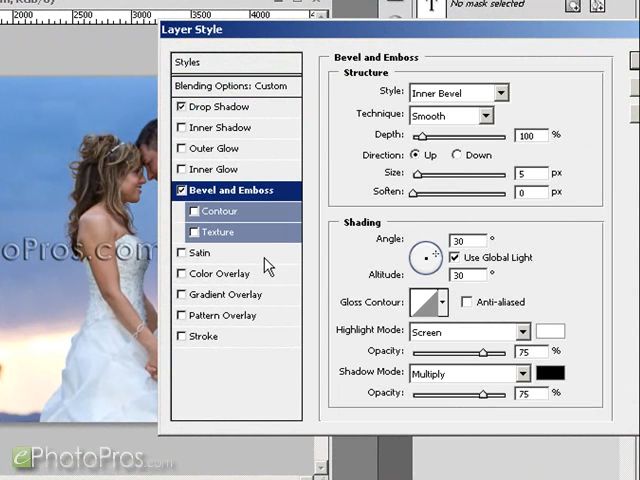 2000 2500 3000 3500 4000
No mask selected
T
Layer Style
Styles
Blending Options: Custom
Drop Shadow
Inner Shadow
Outer Glow
Inner Glow
Bevel and Emboss
Contour
Texture
Satin
Color Overlay
Gradient Overlay
Pattern Overlay
Stroke
Bevel and Emboss
Structure
Style: Inner Bevel
Technique: Smooth
Depth: 100 %
Direction: Up Down
Size: 5 px
Soften: 0 px
Shading
Angle: 30 °
Use Global Light
Altitude: 30 °
Gloss Contour: Anti-aliased
Highlight Mode: Screen
Opacity: 75 %
Shadow Mode: Multiply
Opacity: 75 %
hotoPros.com
ePhotoPros.com